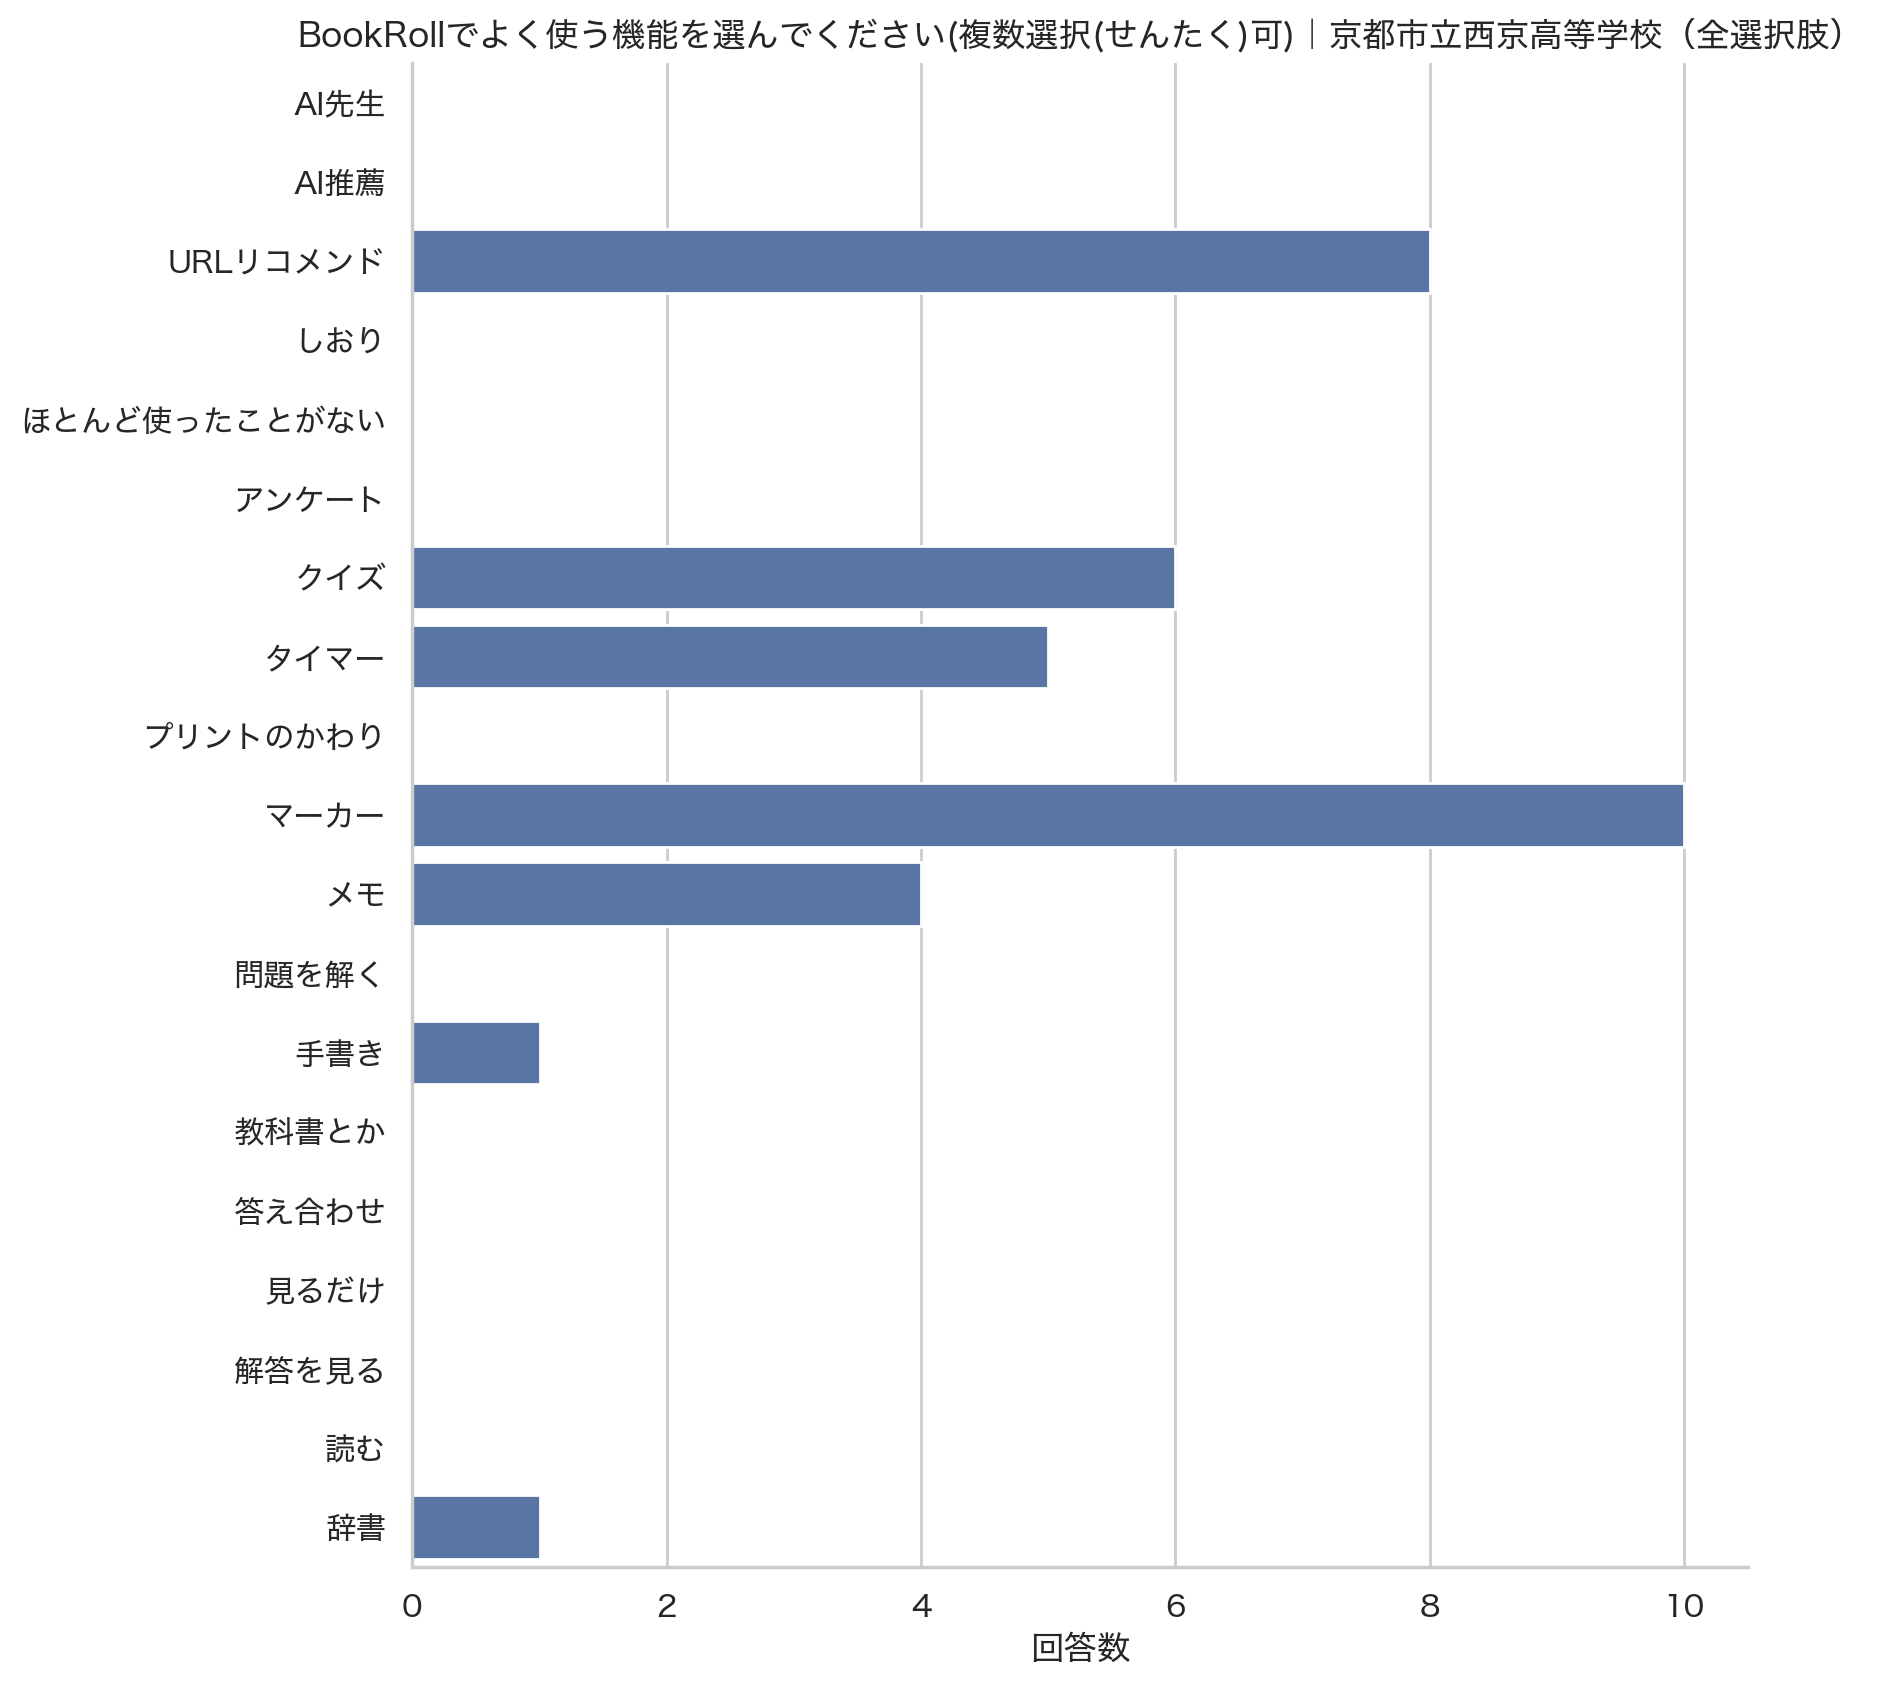 BookRollでよく使う機能を選んでください(複数選択(せんたく)可)｜京都市立西京高等学校（全選択肢）
AI先生
AI推薦
URLリコメンド
しおり
ほとんど使ったことがない
アンケート
クイズ
タイマー
プリントのかわり
マーカー
メモ
問題を解く
手書き
教科書とか
答え合わせ
見るだけ
解答を見る
読む
辞書
0 2 4 6 8 10
回答数